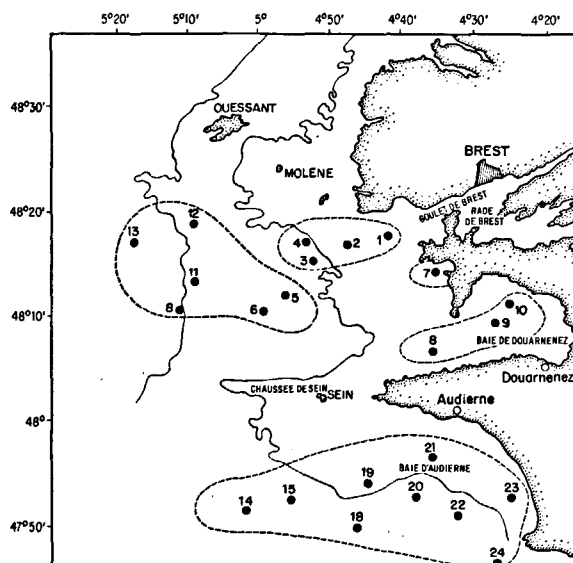 5°20' 5°10' 5° 4°50' 4°40' 4°30' 4°20'
48°30'
OUESSANT
BREST
MOLENE
48°20'
GOULET DE BREST
RADE
DE BREST
12
13
4
2
1
3
7
11
48°10'
8
6
5
10
9
8
BAIE DE DOUARNENEZ
Douarnenez
CHAUSSEE DE SEIN
SEIN
Audierne
48°
21
BAIE D'AUDIERNE
19
20
23
14
15
22
18
47°50'
24